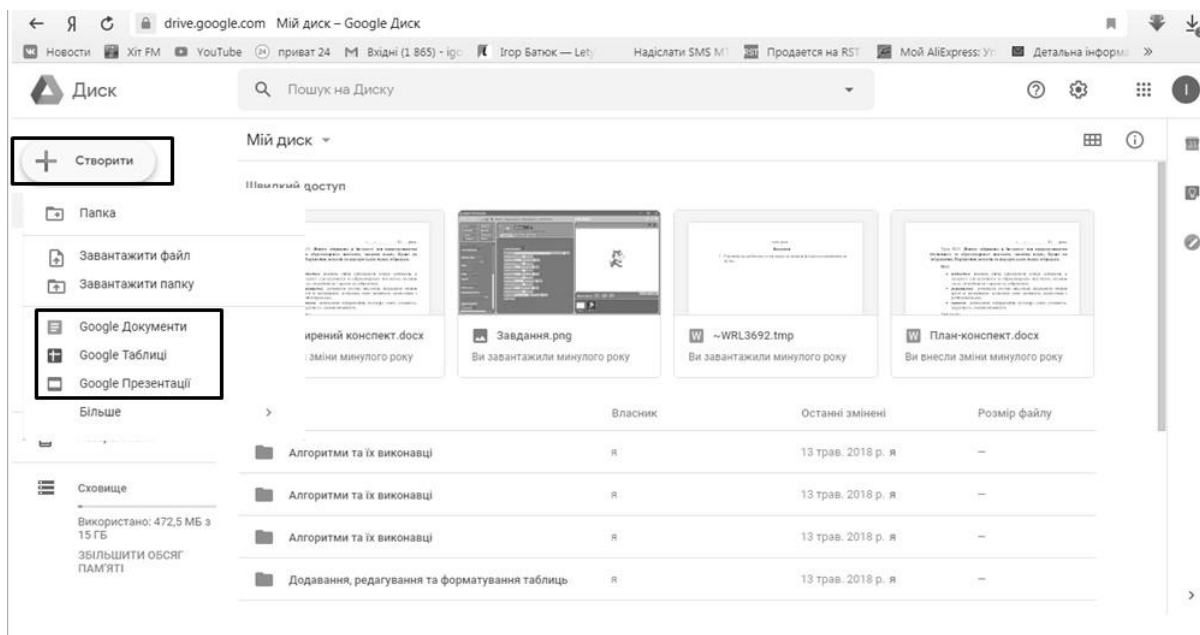 Я drive.google.com Мій диск – Google Диск
Новости Хіт FM YouTube приват 24 Вхідні (1 865) - igo Ігор Батюк — Lety Надіслати SMS МТ Продается на RST Мой AliExpress: Уп Детальна інформа »
Диск
Пошук на Диску
І
Створити
Мій диск
Швидкий доступ
Папка
Завантажити файл
Завантажити папку
Google Документи
Google Таблиці
Google Презентації
Більше
ирений конспект.docx
зміни минулого року
Завдання.png
Ви завантажили минулого року
~WRL3692.tmp
Ви завантажили минулого року
План-конспект.docx
Ви внесли зміни минулого року
Власник Останні змінені Розмір файлу
Алгоритми та їх виконавці я 13 трав. 2018 р. я –
Алгоритми та їх виконавці я 13 трав. 2018 р. я –
Алгоритми та їх виконавці я 13 трав. 2018 р. я –
Додавання, редагування та форматування таблиць я 13 трав. 2018 р. я –
Сховище
Використано: 472,5 МБ з
15 ГБ
ЗБІЛЬШИТИ ОБСЯГ
ПАМ'ЯТІ